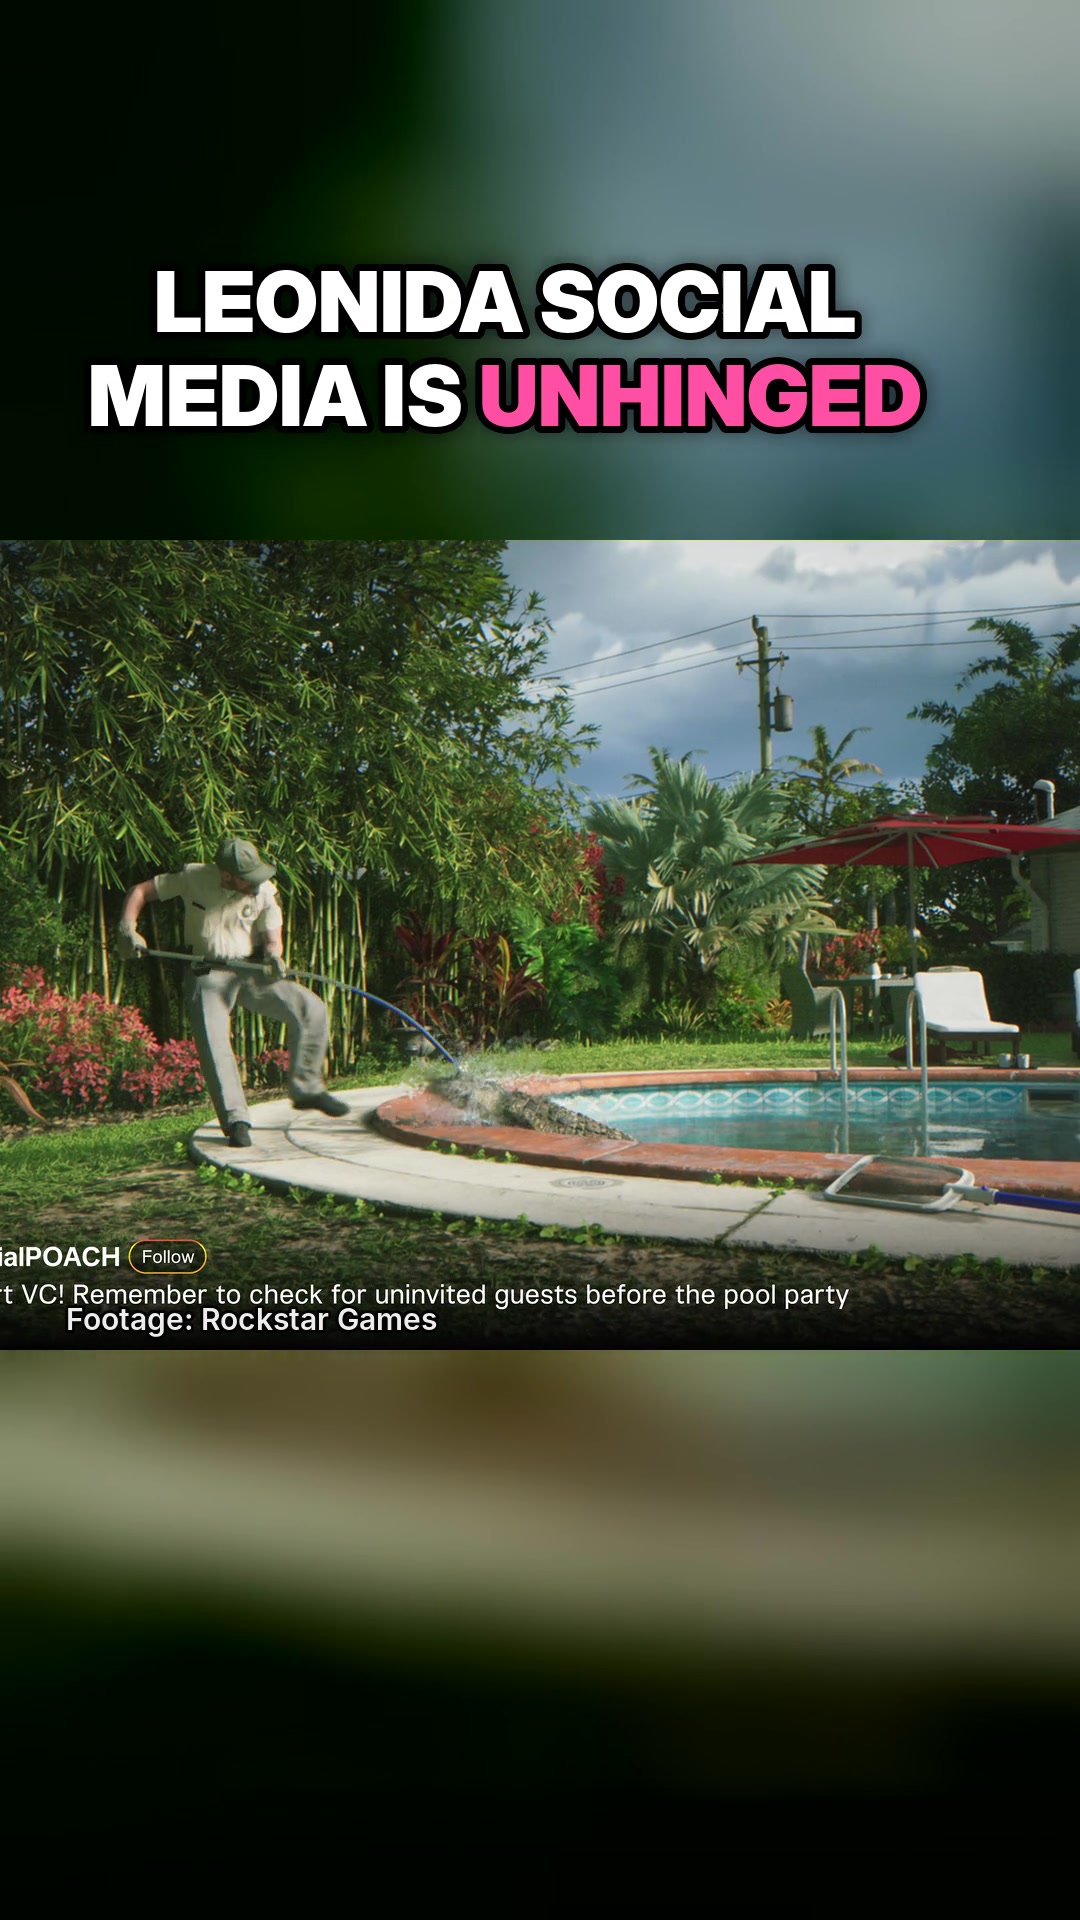 LEONIDA SOCIAL
MEDIA IS UNHINGED
ialPOACH Follow
rt VC! Remember to check for uninvited guests before the pool party
Footage: Rockstar Games